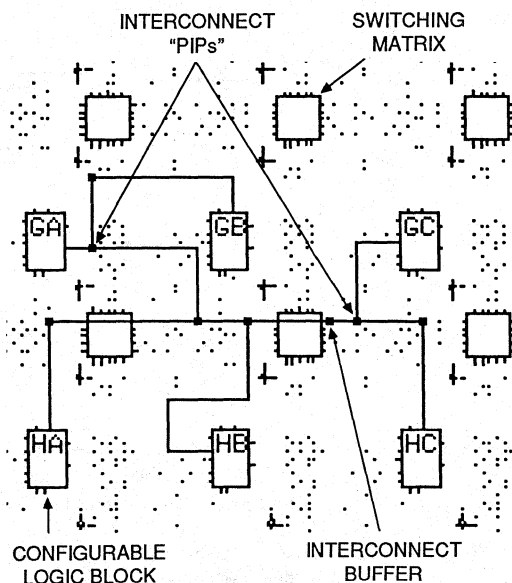 INTERCONNECT
"PIPs"
SWITCHING
MATRIX
GA
GB
GC
HA
HB
HC
CONFIGURABLE
LOGIC BLOCK
INTERCONNECT
BUFFER